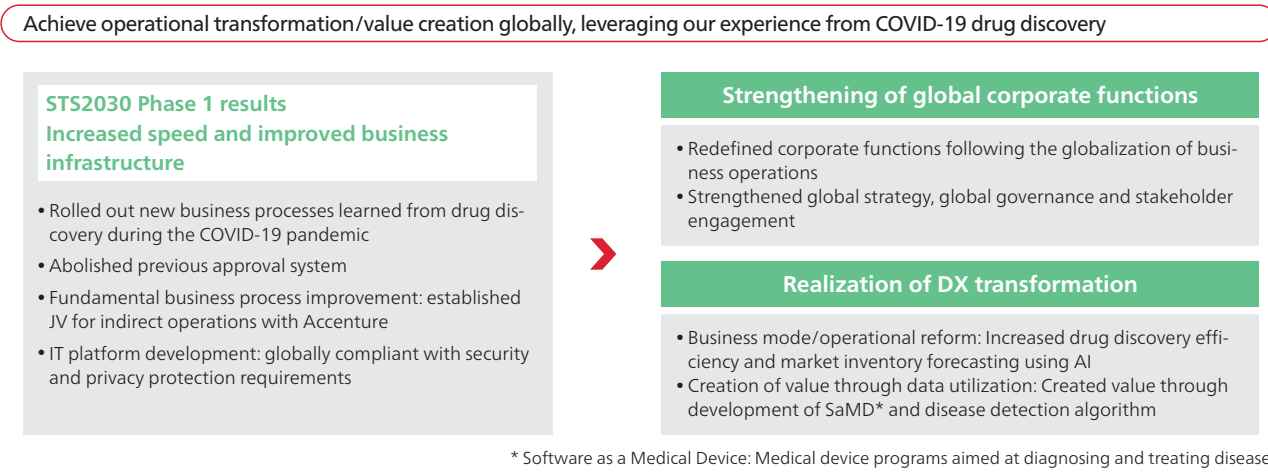 Achieve operational transformation/value creation globally, leveraging our experience from COVID-19 drug discovery
STS2030 Phase 1 results
Increased speed and improved business
infrastructure
• Rolled out new business processes learned from drug dis-
covery during the COVID-19 pandemic
• Abolished previous approval system
• Fundamental business process improvement: established
JV for indirect operations with Accenture
• IT platform development: globally compliant with security
and privacy protection requirements
Strengthening of global corporate functions
• Redefined corporate functions following the globalization of busi-
ness operations
• Strengthened global strategy, global governance and stakeholder
engagement
Realization of DX transformation
• Business mode/operational reform: Increased drug discovery effi-
ciency and market inventory forecasting using AI
• Creation of value through data utilization: Created value through
development of SaMD* and disease detection algorithm
* Software as a Medical Device: Medical device programs aimed at diagnosing and treating disease